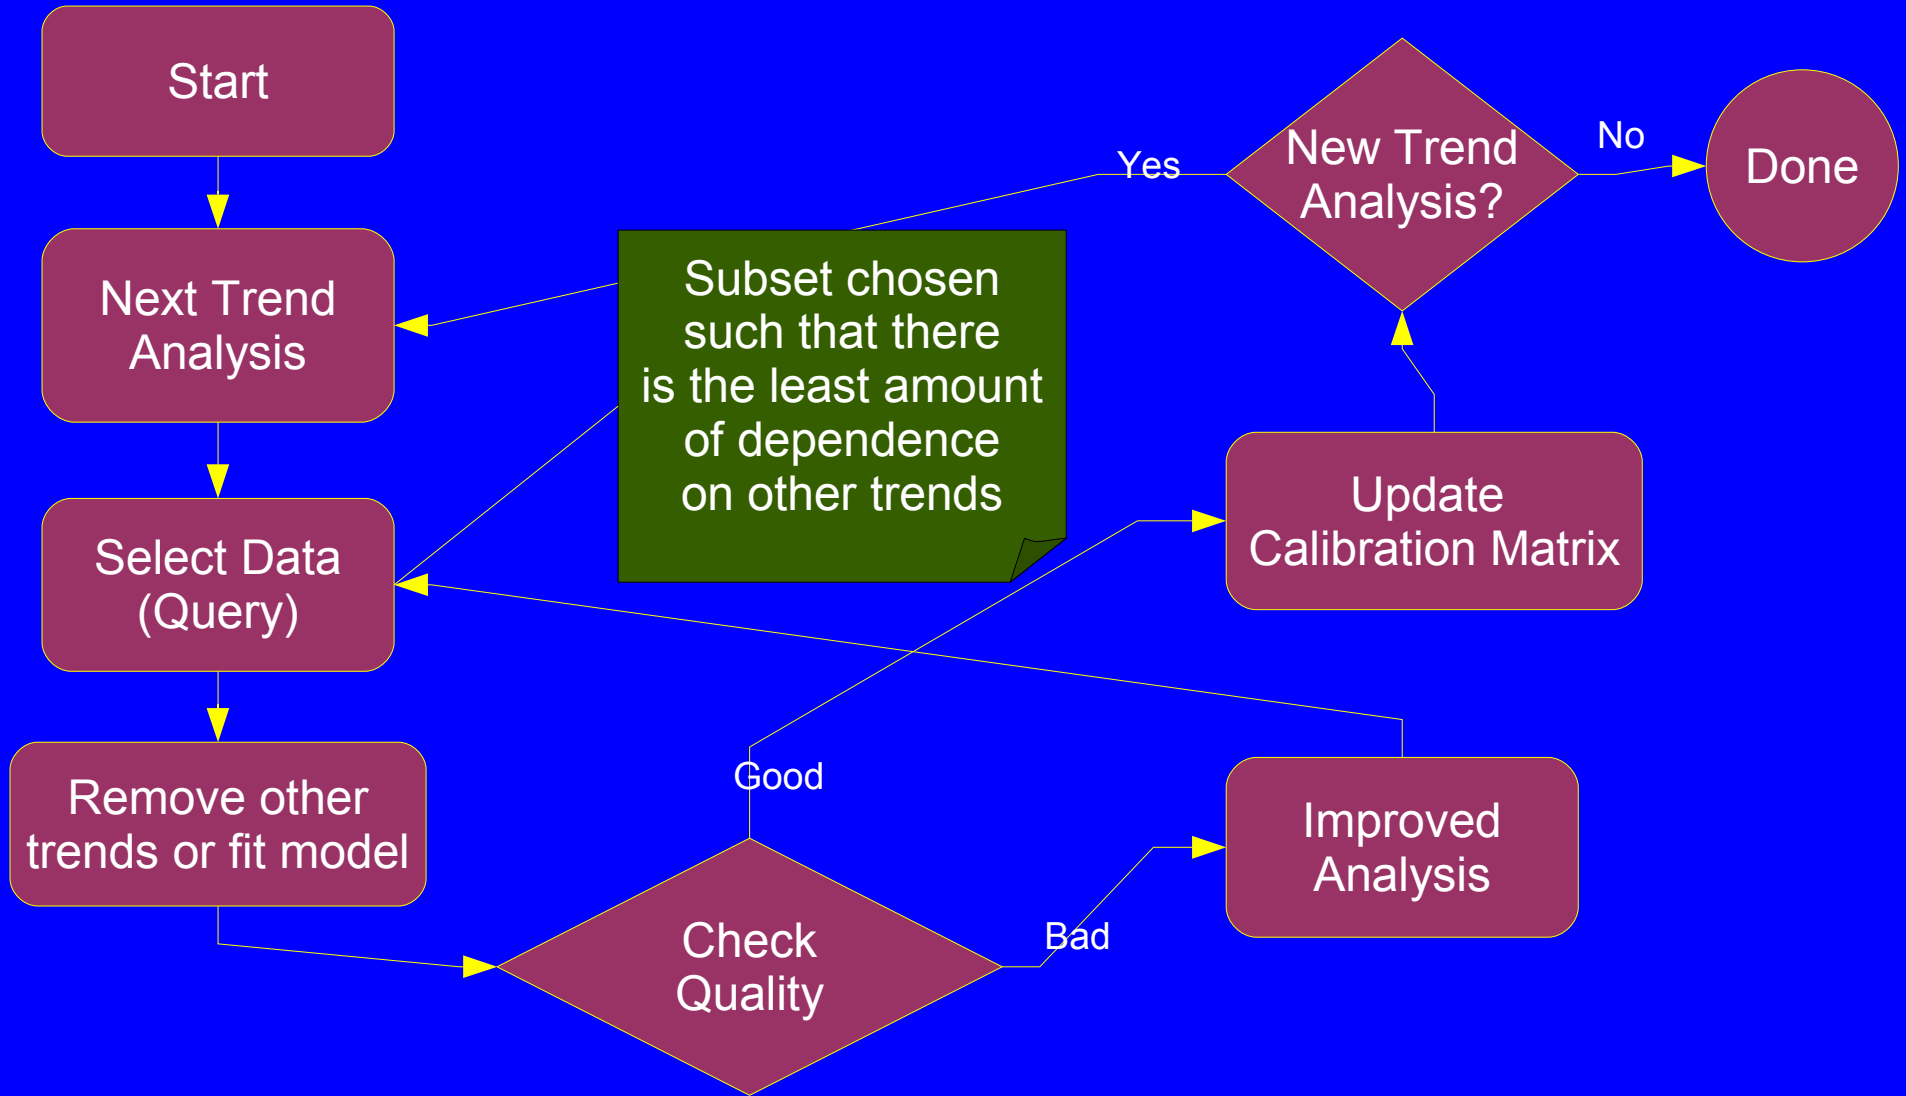 Start
Next Trend
Analysis
Select Data
(Query)
Remove other
trends or fit model
Subset chosen
such that there
is the least amount
of dependence
on other trends
Check
Quality
Good
Bad
Improved
Analysis
Update
Calibration Matrix
New Trend
Analysis?
Yes
No
Done